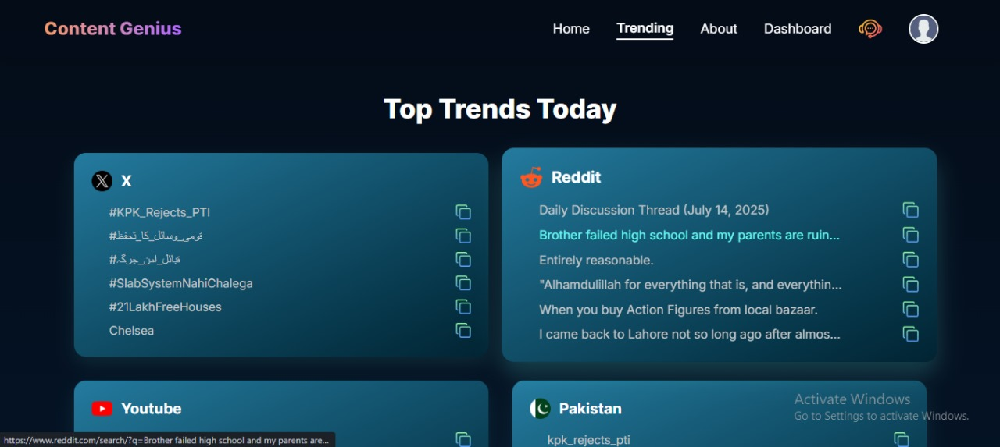 Content Genius
Home
Trending
About
Dashboard
Top Trends Today
X
#KPK_Rejects_PTI
#قومی_وسائل_کا_تحفظ
#قبائل_امن_جرگہ
#SlabSystemNahiChalega
#21LakhFreeHouses
Chelsea
Reddit
Daily Discussion Thread (July 14, 2025)
Brother failed high school and my parents are ruin...
Entirely reasonable.
"Alhamdulillah for everything that is, and everythin...
When you buy Action Figures from local bazaar.
I came back to Lahore not so long ago after almos...
Youtube
Pakistan
kpk_rejects_pti
Activate Windows
Go to Settings to activate Windows.
https://www.reddit.com/search/?q=Brother failed high school and my parents are...